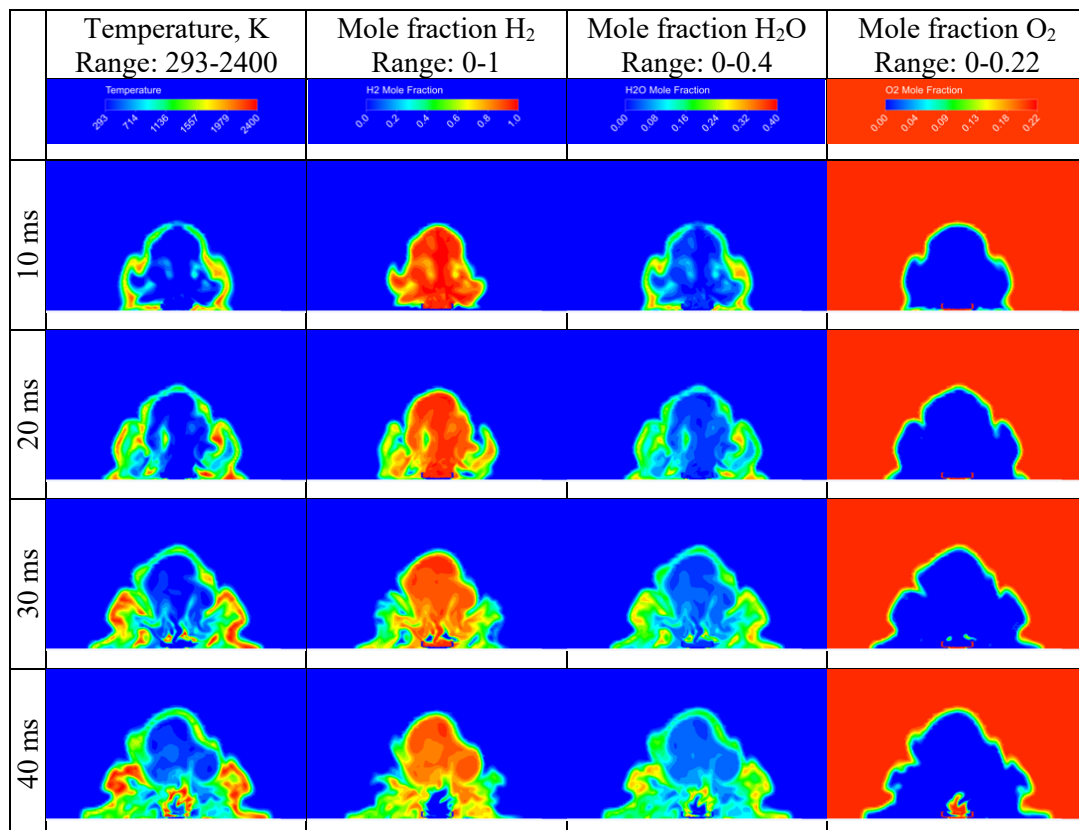 Temperature, K
Range: 293-2400
Mole fraction H₂
Range: 0-1
Mole fraction H₂O
Range: 0-0.4
Mole fraction O₂
Range: 0-0.22
Temperature
293 714 1136 1557 1979 2400
H2 Mole Fraction
0.0 0.2 0.4 0.6 0.8 1.0
H2O Mole Fraction
0.00 0.08 0.16 0.24 0.32 0.40
O2 Mole Fraction
0.00 0.04 0.09 0.13 0.18 0.22
10 ms
20 ms
30 ms
40 ms